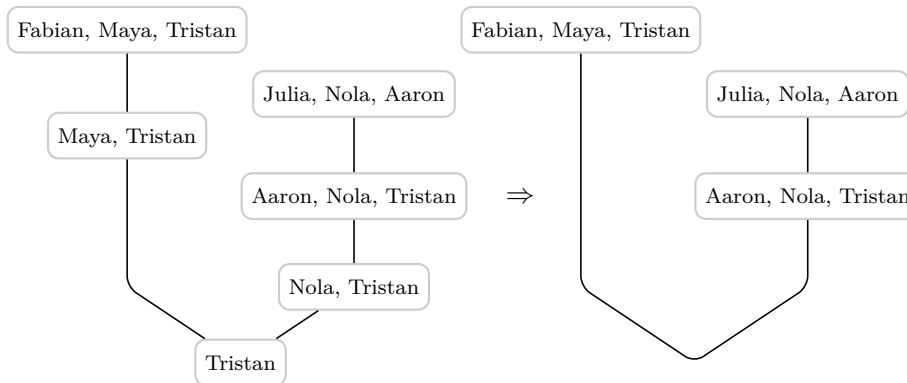 Fabian, Maya, Tristan
Maya, Tristan
Julia, Nola, Aaron
Aaron, Nola, Tristan
Nola, Tristan
Tristan
⇒
Fabian, Maya, Tristan
Julia, Nola, Aaron
Aaron, Nola, Tristan